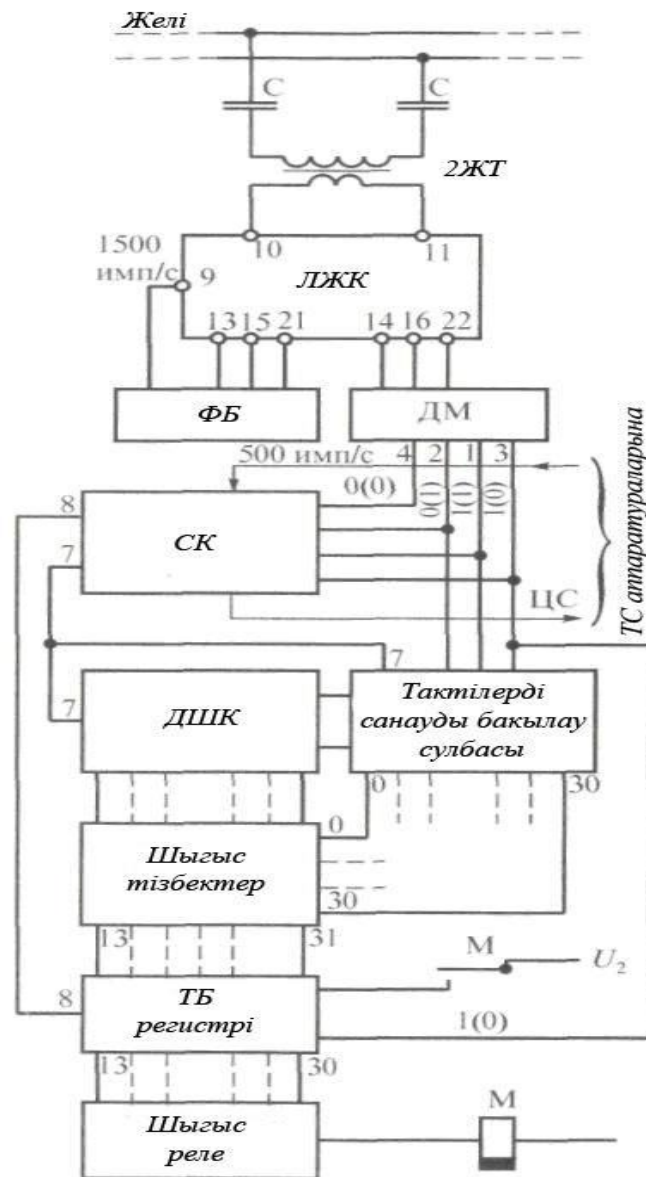 Желі
С С
2ЖТ
1500
имп/с
10 11
9
ЛЖК
13 15 21 14 16 22
ФБ
ДМ
500 имп/с
4 2 1 3
0(0)
0(1)
1(1)
1(0)
8
7
СК
ЦС
ТС аппаратураларына
7
ДШК
7
Тактілерді
санауды бакылау
сулбасы
0 30
0
Шыгыс
тізбектер
30
13 31
М
U₂
8
ТБ
регистрі
1(0)
13 30
Шыгыс
реле
М